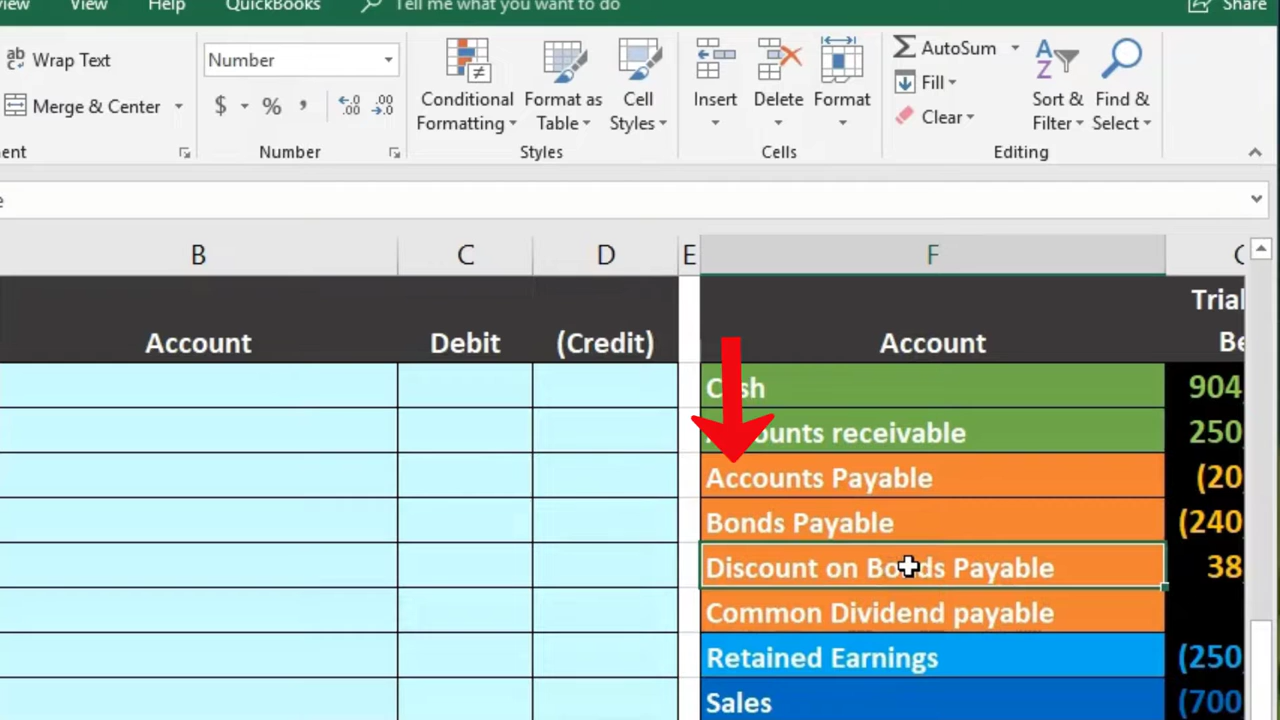 View Help QuickBooks Tell me what you want to do Share
ab Wrap Text
Number
AutoSum
Fill
Merge & Center
$ % , .00 .00
Conditional Formatting
Format as Table
Cell Styles
Insert
Delete
Format
Clear
Sort & Filter
Find & Select
Number
Styles
Cells
Editing
B C D E F
Trial
Account Debit (Credit) Account
Cash 904
Accounts receivable 250
Accounts Payable (20
Bonds Payable (240
Discount on Bonds Payable 38
Common Dividend payable
Retained Earnings (250
Sales (700